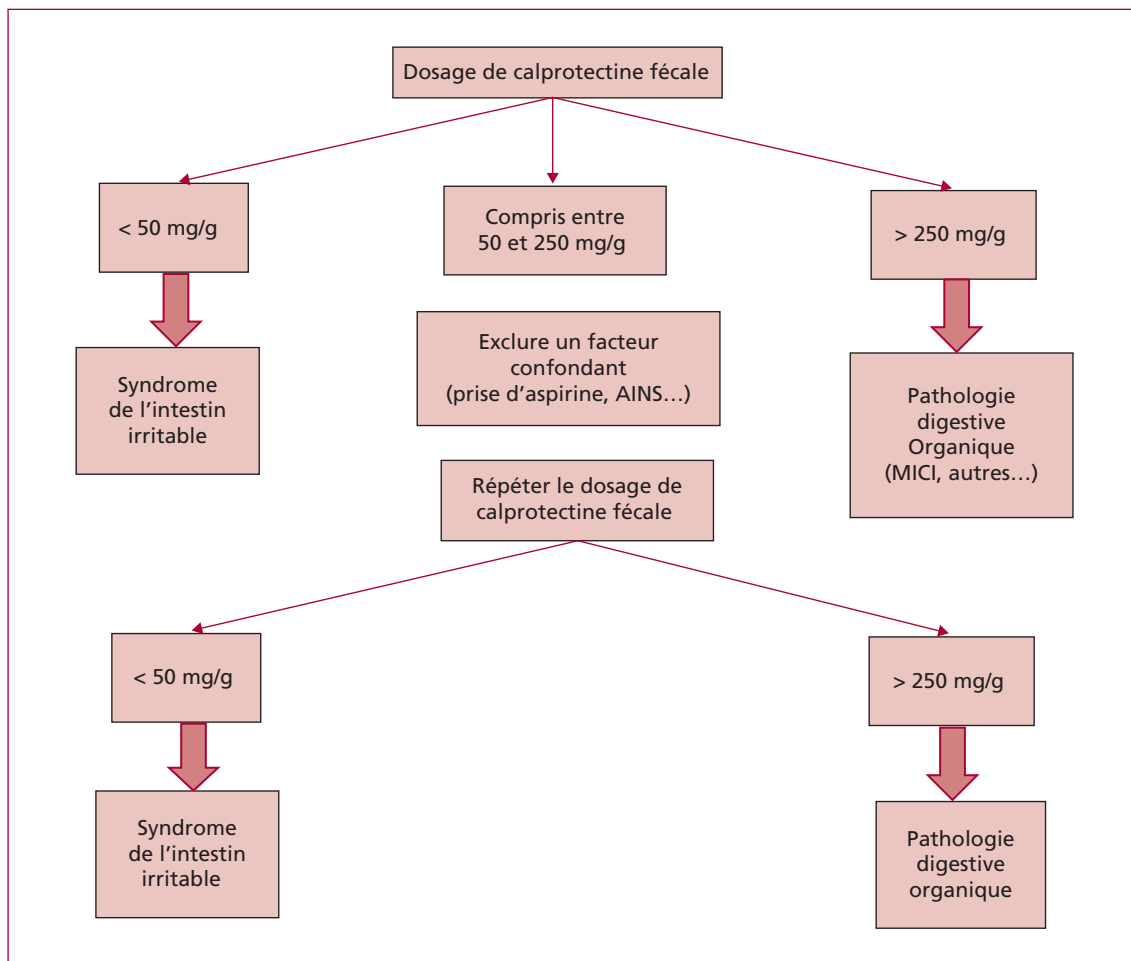 Dosage de calprotectine fécale
< 50 mg/g
Compris entre
50 et 250 mg/g
> 250 mg/g
Exclure un facteur
confondant
(prise d’aspirine, AINS…)
Syndrome
de l’intestin
irritable
Pathologie
digestive
Organique
(MICI, autres…)
Répéter le dosage de
calprotectine fécale
< 50 mg/g
> 250 mg/g
Syndrome
de l’intestin
irritable
Pathologie
digestive
organique